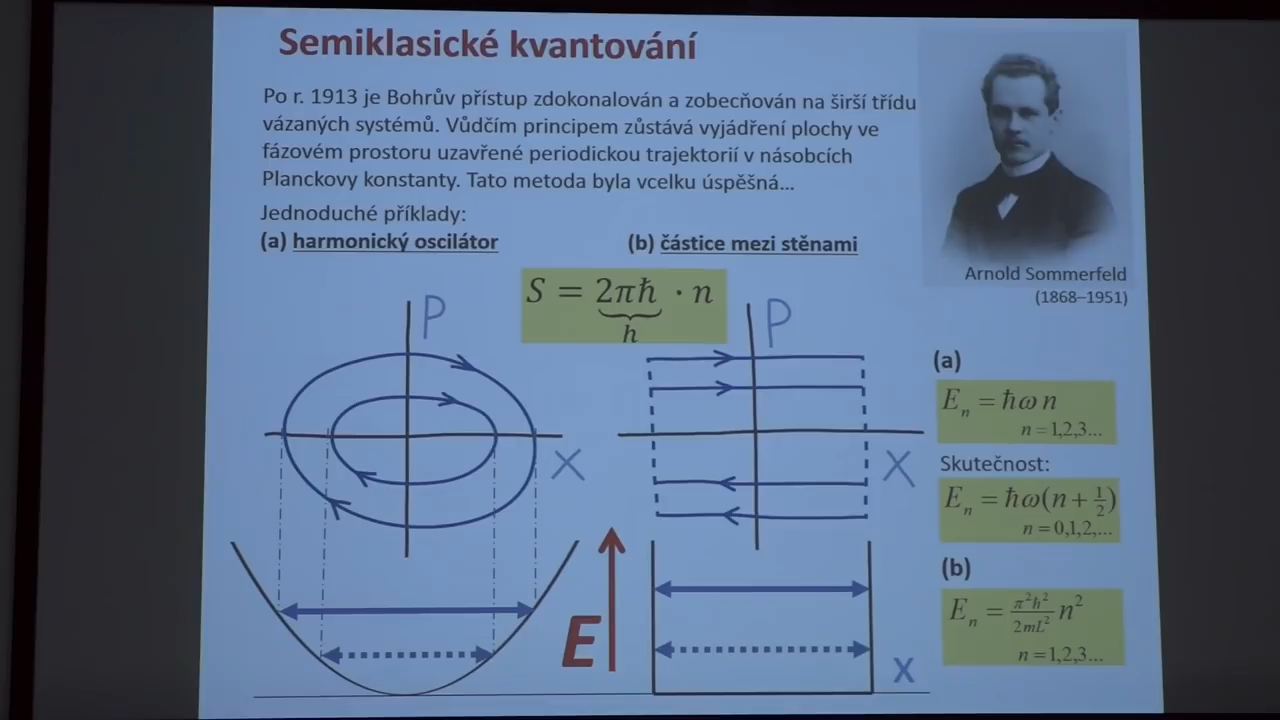 Semiklasické kvantování
Po r. 1913 je Bohrův přístup zdokonalován a zobecňován na širší třídu
vázaných systémů. Vůdčím principem zůstává vyjádření plochy ve
fázovém prostoru uzavřené periodickou trajektorií v násobcích
Planckovy konstanty. Tato metoda byla vcelku úspěšná...
Jednoduché příklady:
(a) harmonický oscilátor
(b) částice mezi stěnami
Arnold Sommerfeld
(1868–1951)
S = 2πħ · n
h
P
X
P
X
E
x
(a)
E_n = ħω n
n = 1,2,3...
Skutečnost:
E_n = ħω(n + 1/2)
n = 0,1,2,...
(b)
E_n = π²ħ²/2mL² n²
n = 1,2,3...